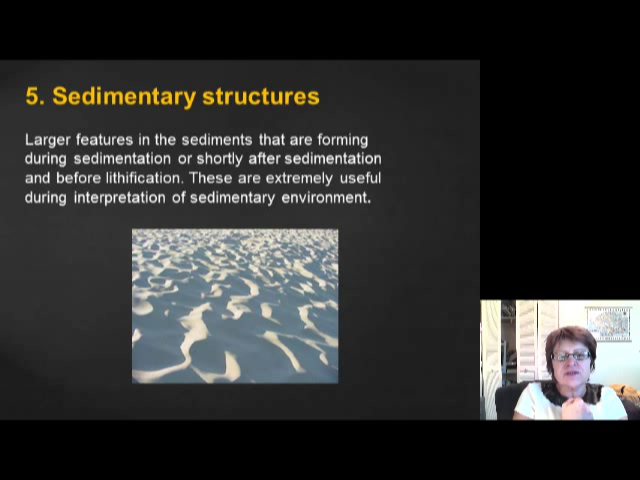 5. Sedimentary structures
Larger features in the sediments that are forming
during sedimentation or shortly after sedimentation
and before lithification. These are extremely useful
during interpretation of sedimentary environment.